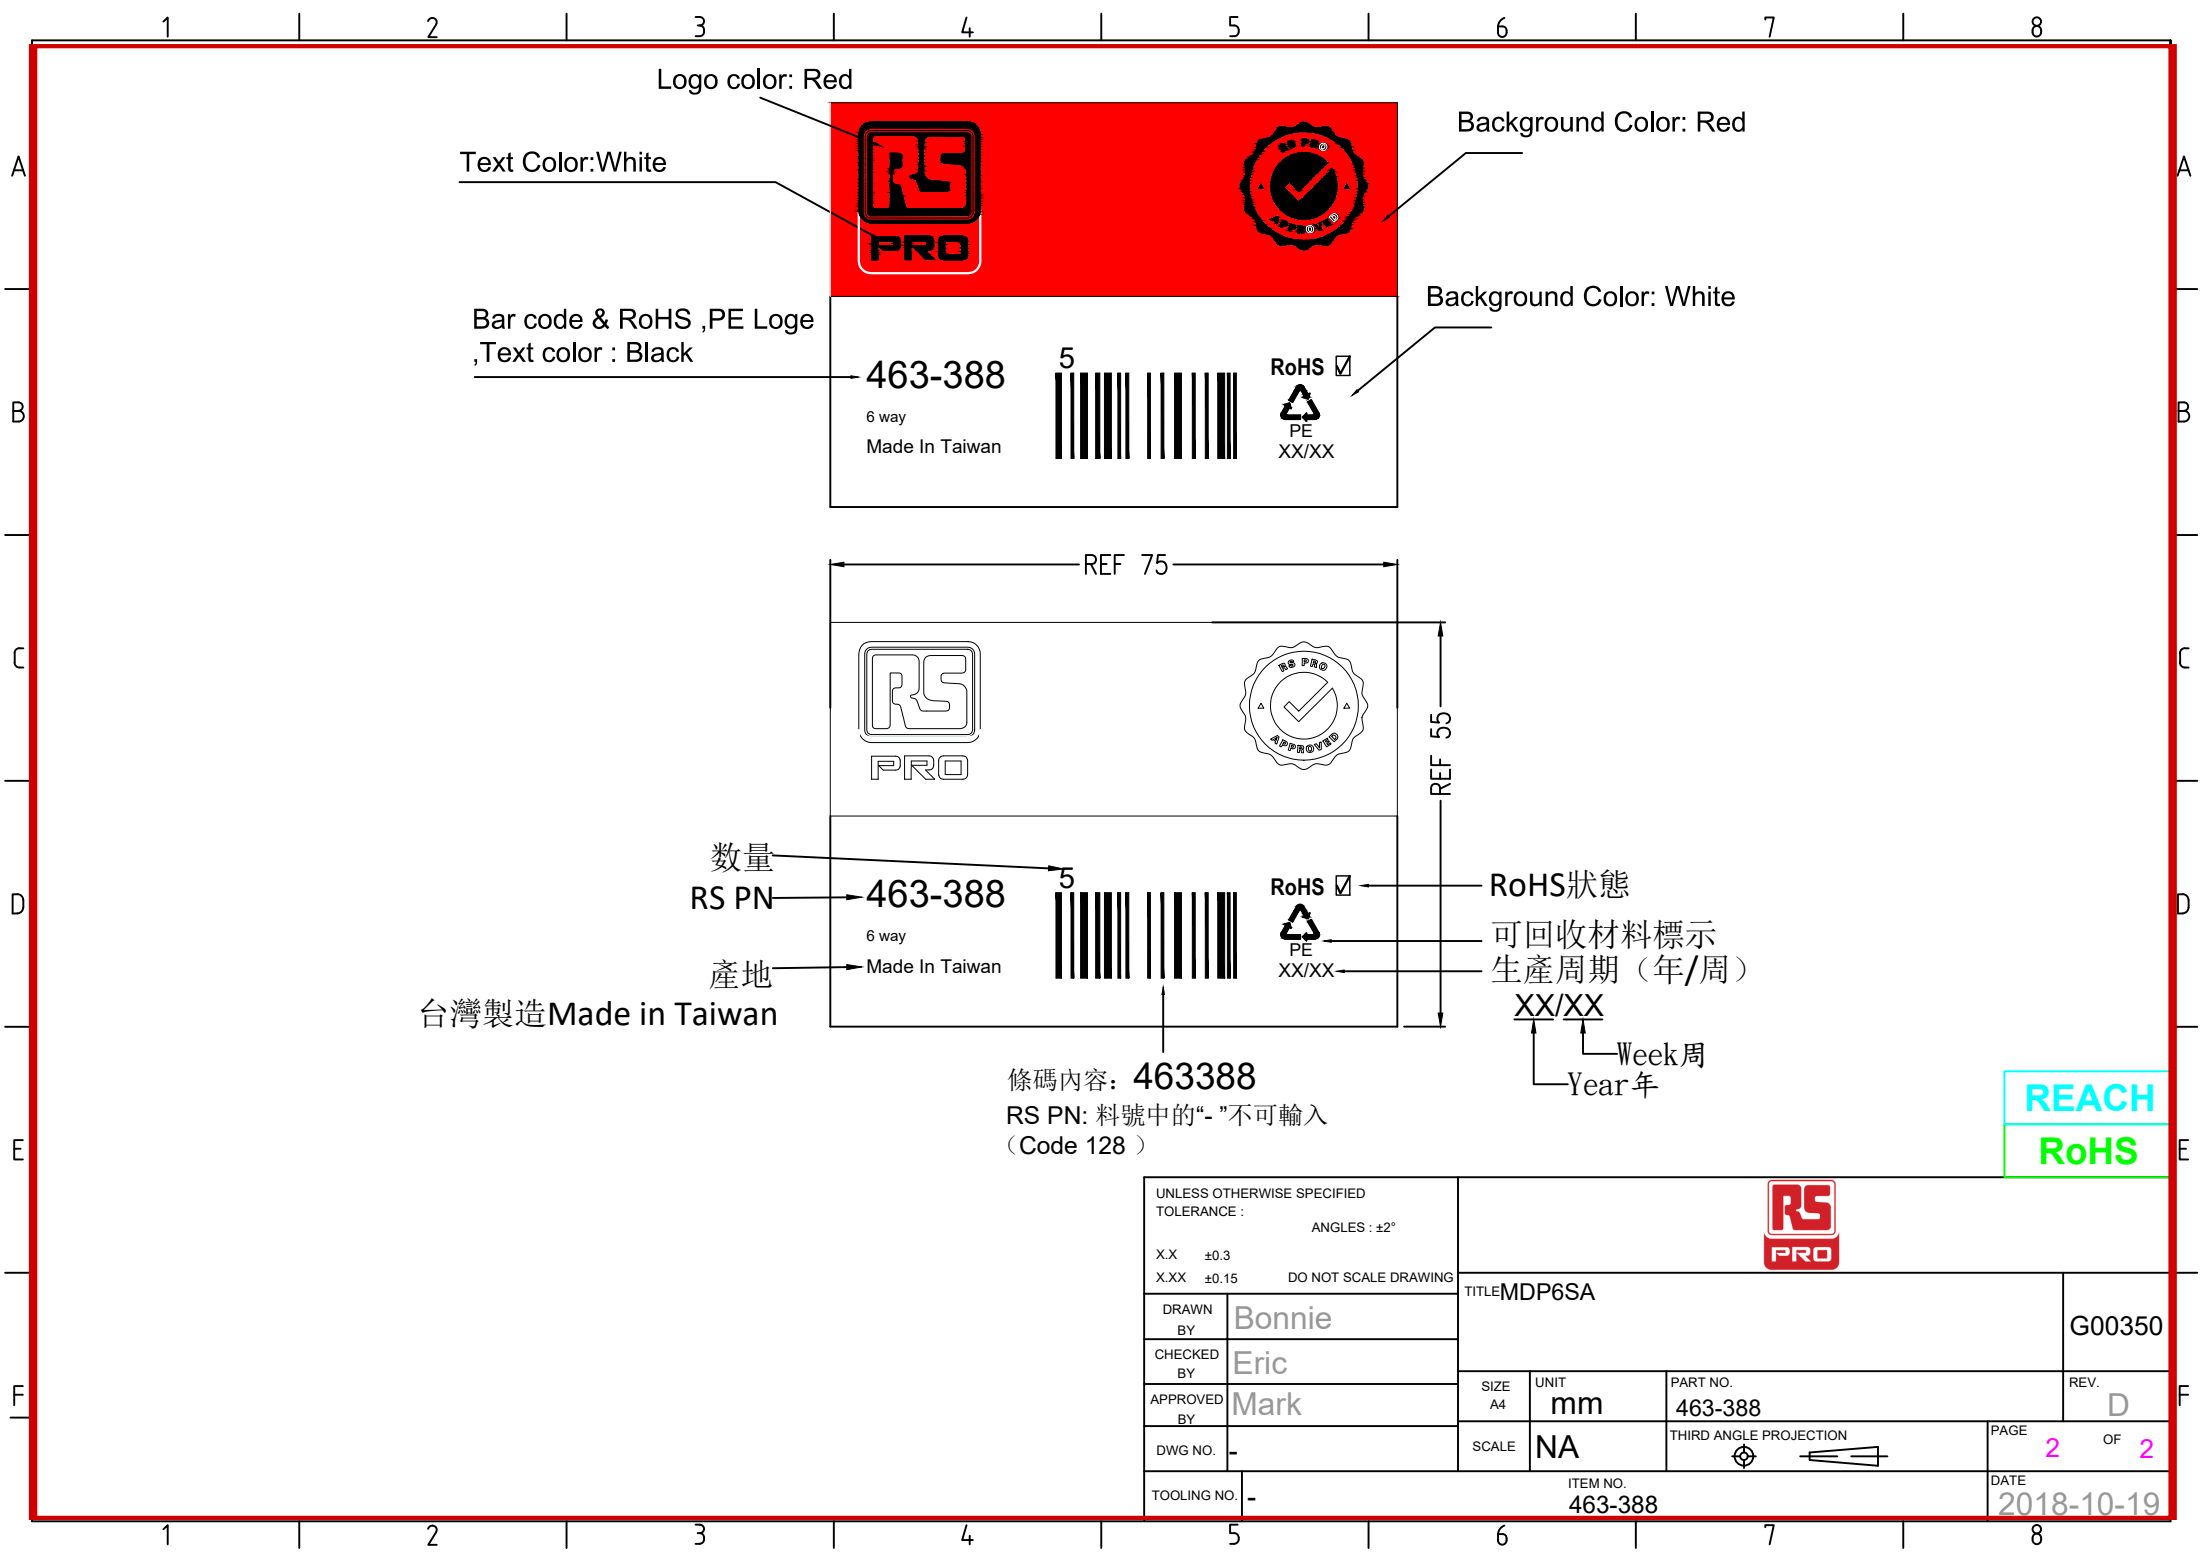 1 2 3 4 5 6 7 8
A A
B B
C C
D D
E E
F F
Logo color: Red
Text Color:White
Background Color: Red
RS
PRO
RS PRO
APPROVED
Background Color: White
Bar code & RoHS ,PE Loge
,Text color : Black
463-388
6 way
Made In Taiwan
5
RoHS ☑
PE
XX/XX
REF 75
REF 55
RS
PRO
RS PRO
APPROVED
数量
RS PN
463-388
6 way
Made In Taiwan
5
RoHS ☑
PE
XX/XX
產地
台灣製造Made in Taiwan
RoHS狀態
可回收材料標示
生產周期（年/周）
XX/XX
Week周
Year年
條碼內容：463388
RS PN: 料號中的“- ”不可輸入
（Code 128 ）
REACH
RoHS
UNLESS OTHERWISE SPECIFIED
TOLERANCE :
ANGLES : ±2°
X.X ±0.3
X.XX ±0.15 DO NOT SCALE DRAWING
RS
PRO
DRAWN BY Bonnie
CHECKED BY Eric
APPROVED BY Mark
DWG NO. -
TOOLING NO. -
TITLE MDP6SA
G00350
SIZE A4
UNIT mm
PART NO. 463-388
REV. D
SCALE NA
THIRD ANGLE PROJECTION
PAGE 2 OF 2
ITEM NO. 463-388
DATE 2018-10-19
1 2 3 4 5 6 7 8